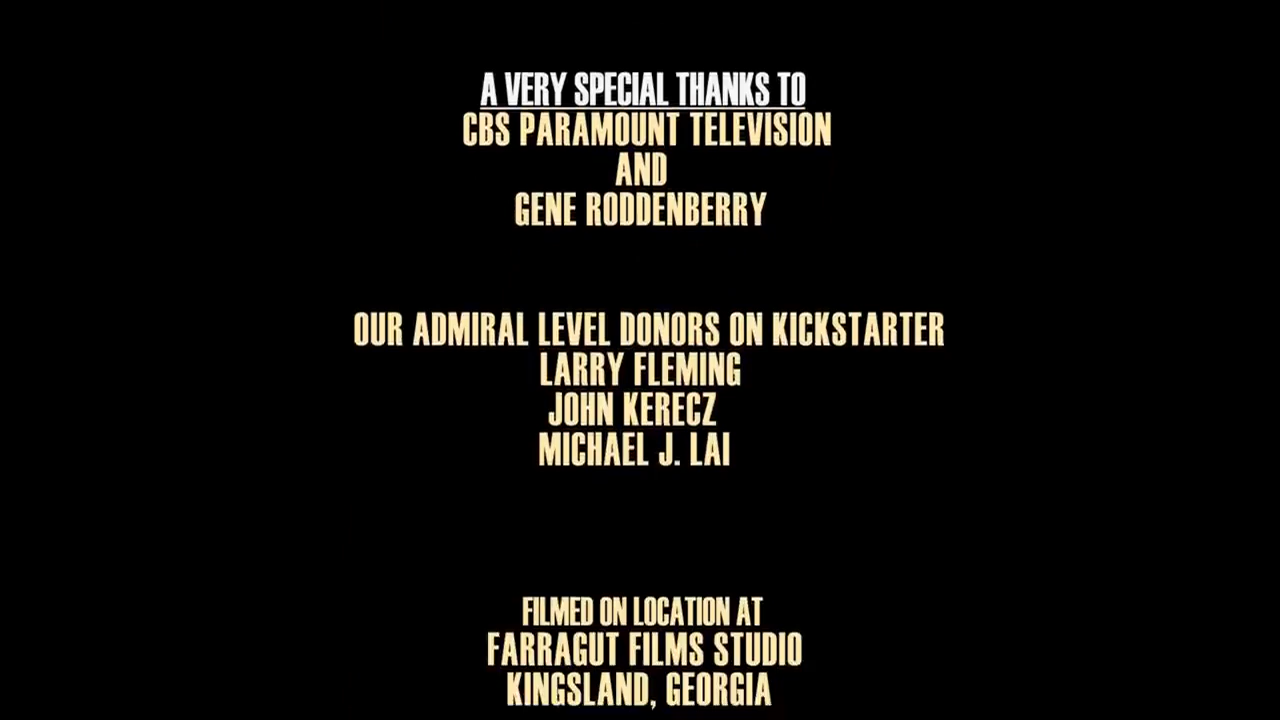 A VERY SPECIAL THANKS TO
CBS PARAMOUNT TELEVISION
AND
GENE RODDENBERRY
OUR ADMIRAL LEVEL DONORS ON KICKSTARTER
LARRY FLEMING
JOHN KERECZ
MICHAEL J. LAI
FILMED ON LOCATION AT
FARRAGUT FILMS STUDIO
KINGSLAND, GEORGIA